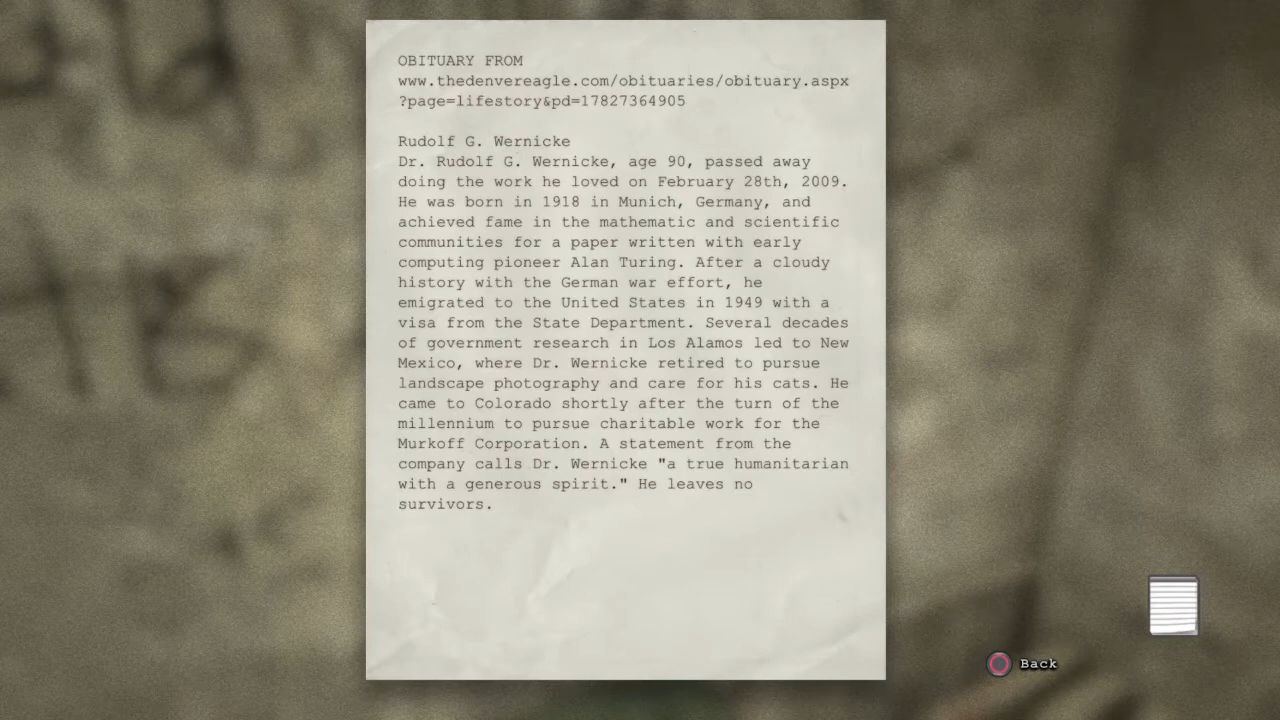 OBITUARY FROM
www.thedenvereagle.com/obituaries/obituary.aspx
?page=lifestory&pd=17827364905
Rudolf G. Wernicke
Dr. Rudolf G. Wernicke, age 90, passed away
doing the work he loved on February 28th, 2009.
He was born in 1918 in Munich, Germany, and
achieved fame in the mathematic and scientific
communities for a paper written with early
computing pioneer Alan Turing. After a cloudy
history with the German war effort, he
emigrated to the United States in 1949 with a
visa from the State Department. Several decades
of government research in Los Alamos led to New
Mexico, where Dr. Wernicke retired to pursue
landscape photography and care for his cats. He
came to Colorado shortly after the turn of the
millennium to pursue charitable work for the
Murkoff Corporation. A statement from the
company calls Dr. Wernicke "a true humanitarian
with a generous spirit." He leaves no
survivors.
Back